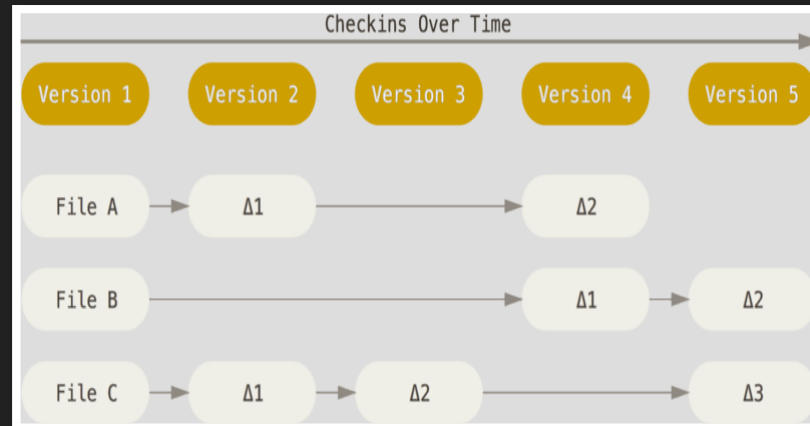 Checkins Over Time
Version 1 Version 2 Version 3 Version 4 Version 5
File A Δ1 Δ2
File B Δ1 Δ2
File C Δ1 Δ2 Δ3